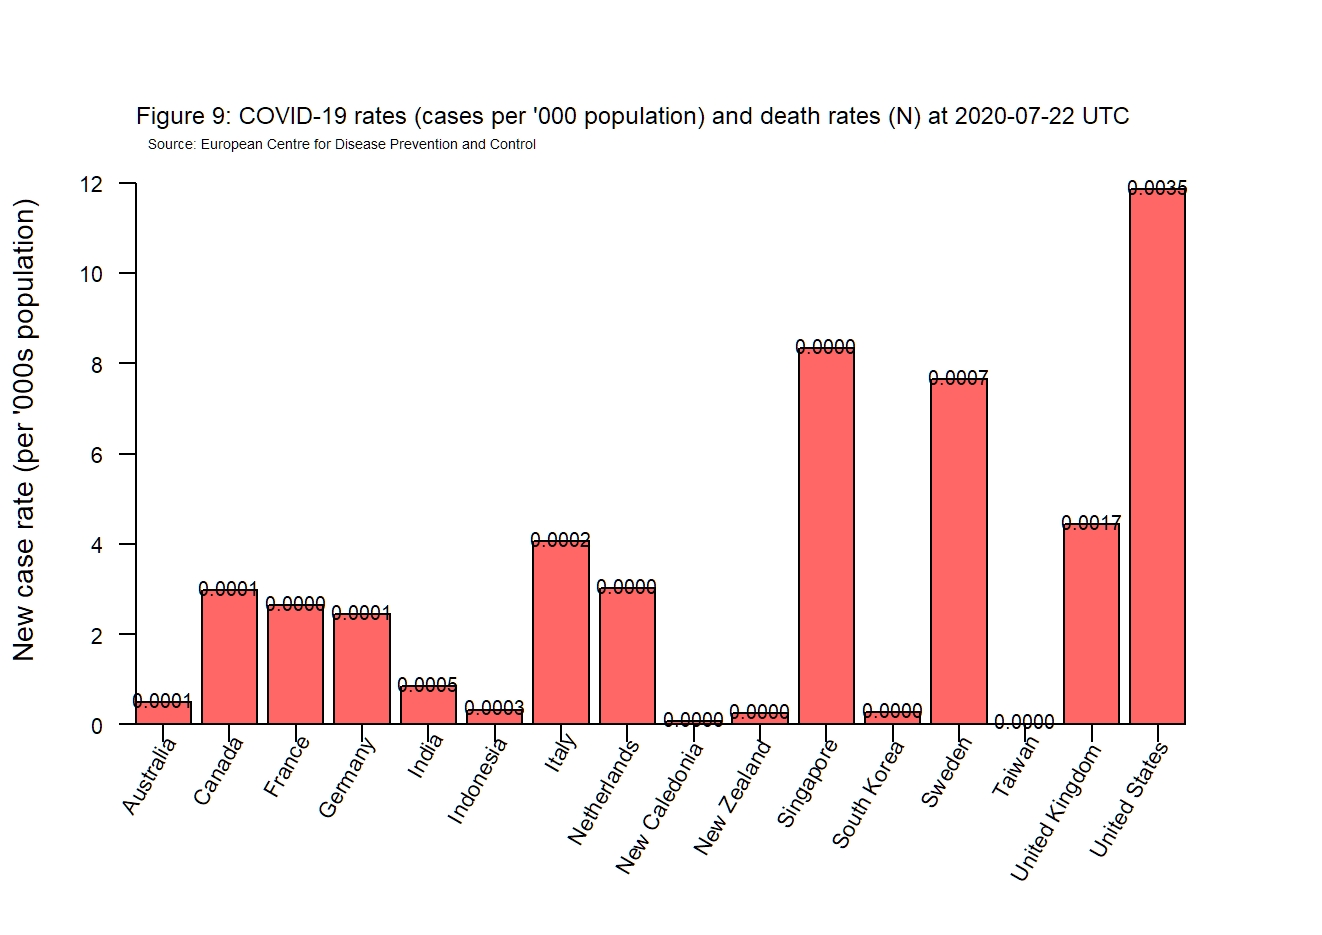 Figure 9: COVID-19 rates (cases per '000 population) and death rates (N) at 2020-07-22 UTC
Source: European Centre for Disease Prevention and Control
New case rate (per '000s population)
12
10
8
6
4
2
0
0.0001
0.0001
0.0000
0.0001
0.0005
0.0003
0.0002
0.0000
0.0000
0.0000
0.0000
0.0000
0.0007
0.0000
0.0017
0.0035
Australia
Canada
France
Germany
India
Indonesia
Italy
Netherlands
New Caledonia
New Zealand
Singapore
South Korea
Sweden
Taiwan
United Kingdom
United States